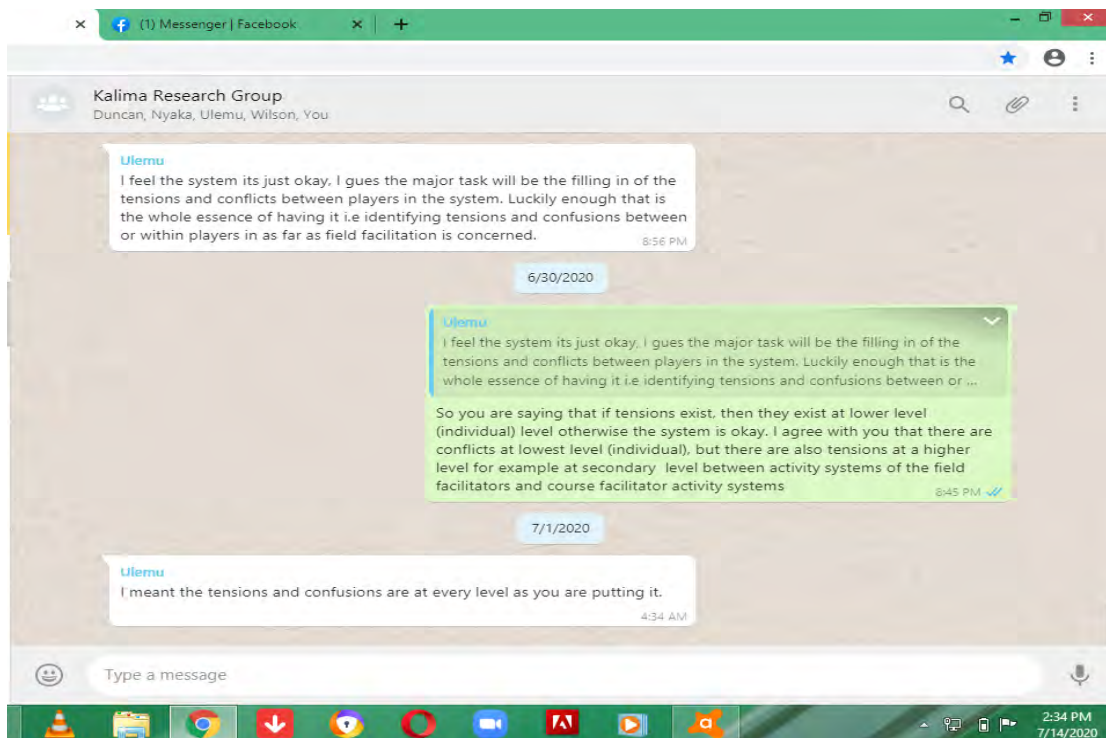 (1) Messenger | Facebook
Kalima Research Group
Duncan, Nyaka, Ulemu, Wilson, You
Ulemu
I feel the system its just okay, I gues the major task will be the filling in of the
tensions and conflicts between players in the system. Luckily enough that is
the whole essence of having it i.e identifying tensions and confusions between
or within players in as far as field facilitation is concerned.
8:56 PM
6/30/2020
Ulemu
I feel the system its just okay, I gues the major task will be the filling in of the
tensions and conflicts between players in the system. Luckily enough that is the
whole essence of having it i.e identifying tensions and confusions between or ...
So you are saying that if tensions exist, then they exist at lower level
(individual) level otherwise the system is okay. I agree with you that there are
conflicts at lowest level (individual), but there are also tensions at a higher
level for example at secondary level between activity systems of the field
facilitators and course facilitator activity systems
8:45 PM
7/1/2020
Ulemu
I meant the tensions and confusions are at every level as you are putting it.
4:34 AM
Type a message
2:34 PM
7/14/2020